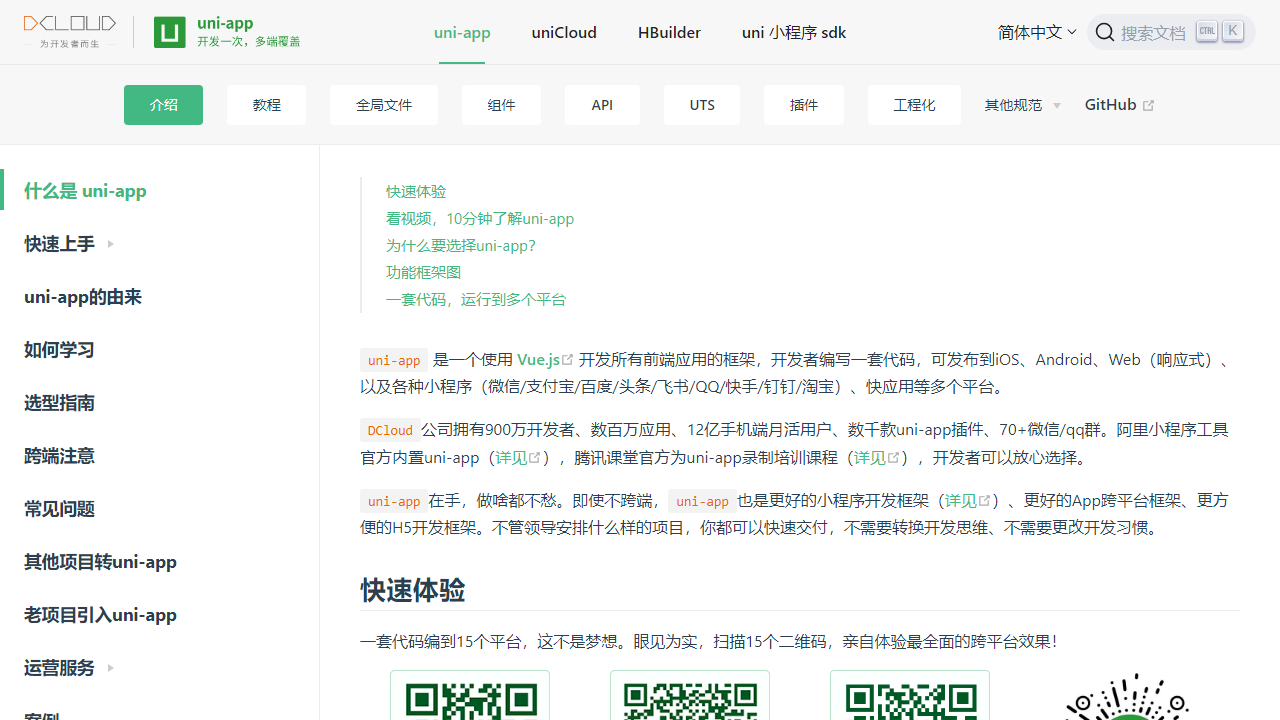 DCLOUD
为开发者而生
uni-app
开发一次，多端覆盖
uni-app
uniCloud
HBuilder
uni 小程序 sdk
简体中文
搜索文档
CTRL
K
介绍
教程
全局文件
组件
API
UTS
插件
工程化
其他规范
GitHub
什么是 uni-app
快速上手
uni-app的由来
如何学习
选型指南
跨端注意
常见问题
其他项目转uni-app
老项目引入uni-app
运营服务
案例
快速体验
看视频，10分钟了解uni-app
为什么要选择uni-app？
功能框架图
一套代码，运行到多个平台
uni-app 是一个使用 Vue.js 开发所有前端应用的框架，开发者编写一套代码，可发布到iOS、Android、Web（响应式）、
以及各种小程序（微信/支付宝/百度/头条/飞书/QQ/快手/钉钉/淘宝）、快应用等多个平台。
DCloud 公司拥有900万开发者、数百万应用、12亿手机端月活用户、数千款uni-app插件、70+微信/qq群。阿里小程序工具
官方内置uni-app（详见），腾讯课堂官方为uni-app录制培训课程（详见），开发者可以放心选择。
uni-app 在手，做啥都不愁。即使不跨端，uni-app 也是更好的小程序开发框架（详见）、更好的App跨平台框架、更方
便的H5开发框架。不管领导安排什么样的项目，你都可以快速交付，不需要转换开发思维、不需要更改开发习惯。
快速体验
一套代码编到15个平台，这不是梦想。眼见为实，扫描15个二维码，亲自体验最全面的跨平台效果！